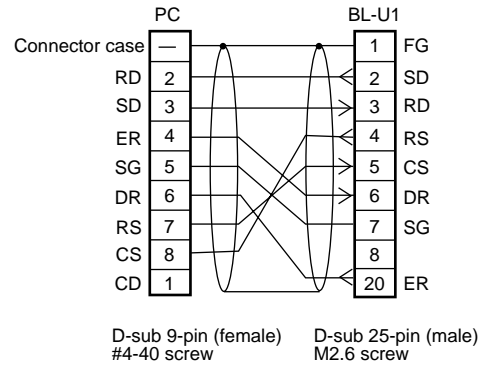 PC BL-U1
Connector case — 1 FG
RD 2 2 SD
SD 3 3 RD
ER 4 4 RS
SG 5 5 CS
DR 6 6 DR
RS 7 7 SG
CS 8 8
CD 1 20 ER
D-sub 9-pin (female) D-sub 25-pin (male)
#4-40 screw M2.6 screw